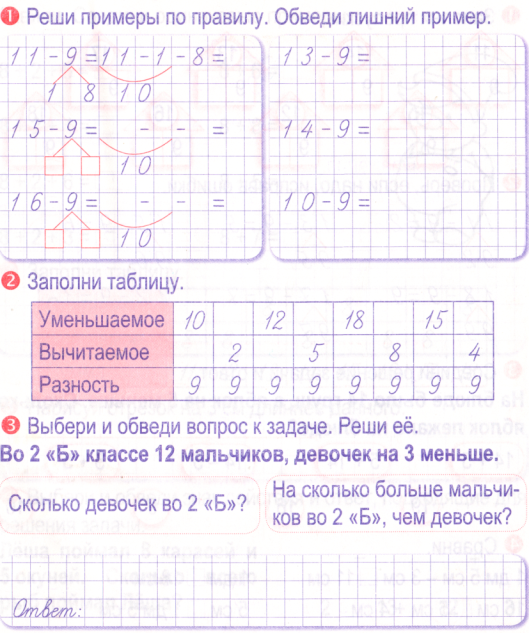 1 Реши примеры по правилу. Обведи лишний пример.
11-9=11-1-8=
1 8 10
15-9= - - =
10
16-9= - - =
10
13-9=
14-9=
10-9=
2 Заполни таблицу.
Уменьшаемое 10 12 18 15
Вычитаемое 2 5 8 4
Разность 9 9 9 9 9 9 9 9
3 Выбери и обведи вопрос к задаче. Реши её.
Во 2 «Б» классе 12 мальчиков, девочек на 3 меньше.
Сколько девочек во 2 «Б»?
На сколько больше мальчи-
ков во 2 «Б», чем девочек?
Ответ: